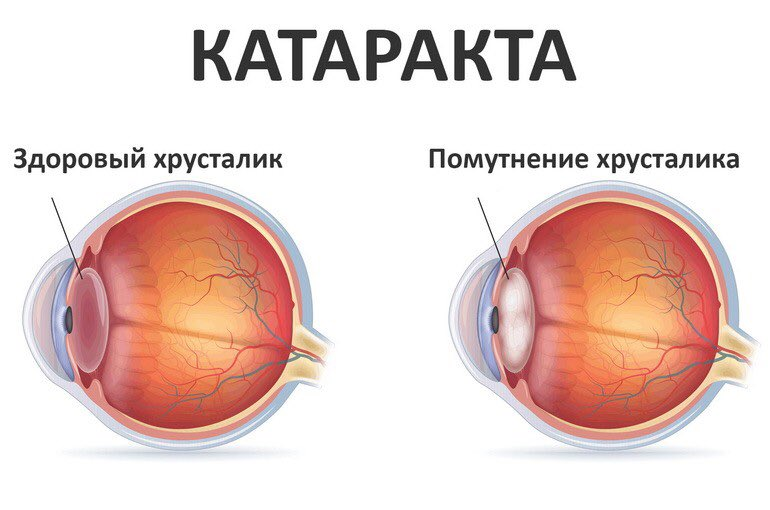 КАТАРАКТА
Здоровый хрусталик
Помутнение хрусталика